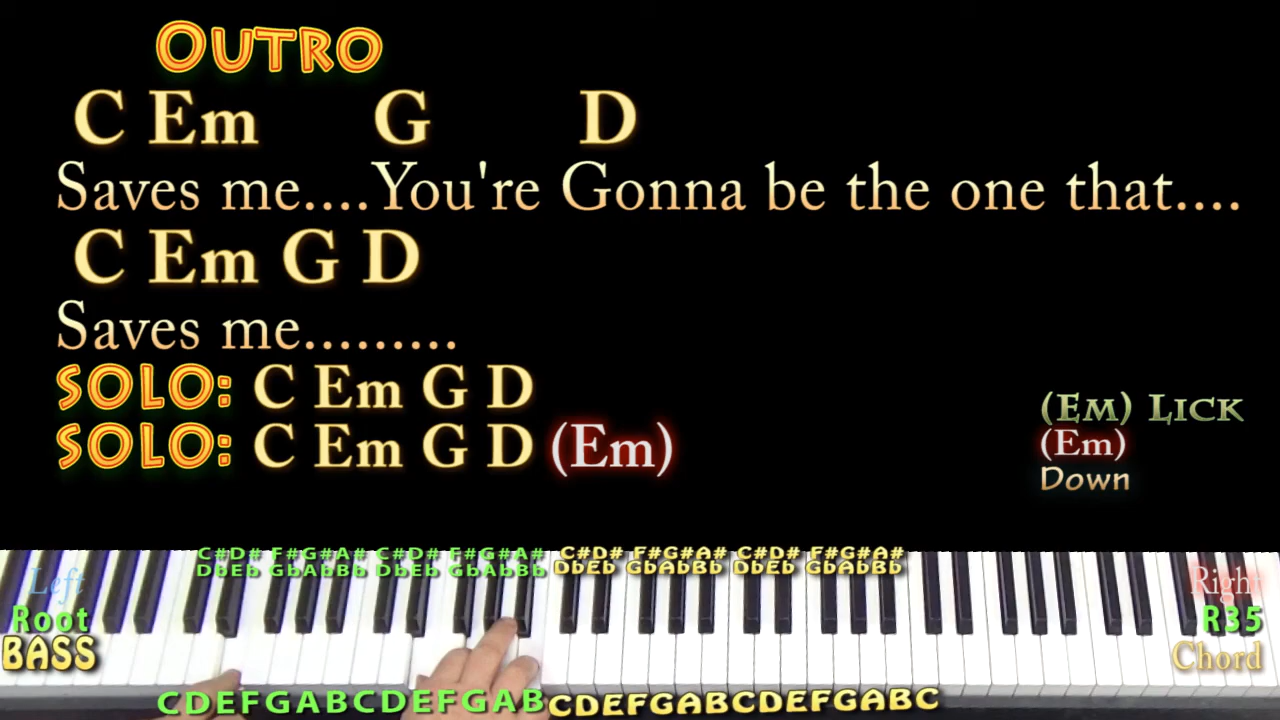 OUTRO
C Em G D
Saves me....You're Gonna be the one that....
C Em G D
Saves me.........
SOLO: C Em G D
SOLO: C Em G D (Em)
(Em) LICK
(Em)
Down
C#D# F#G#A# C#D# F#G#A# C#D# F#G#A# C#D# F#G#A#
DbEb GbAbBb DbEb GbAbBb DbEb GbAbBb DbEb GbAbBb
Left
Root
BASS
Right
R35
Chord
CDEFGABCDEFGABCDEFGABCDEFGABC